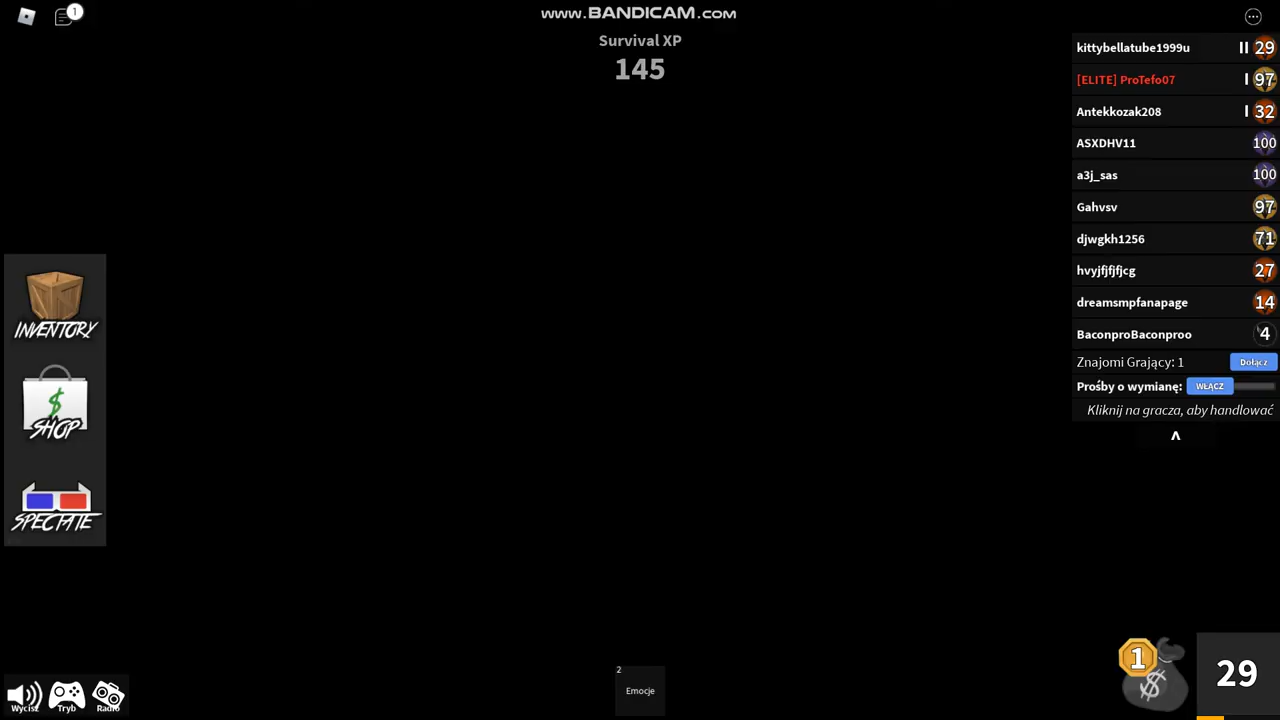 1
www.BANDICAM.com
Survival XP
145
kittybellatube1999u II 29
[ELITE] ProTefo07 I 97
Antekkozak208 I 32
ASXDHV11 100
a3j_sas 100
Gahvsv 97
djwgkh1256 71
hvyjfjfjfjcg 27
dreamsmpfanapage 14
BaconproBaconproo 4
Znajomi Grający: 1 Dołącz
Prośby o wymianę: WŁĄCZ
Kliknij na gracza, aby handlować
^
INVENTORY
$
SHOP
SPECTATE
Wycisz Tryb Radio
2
Emocje
1
$
29